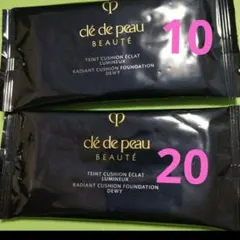 clé de peau
BEAUTÉ
10
TEINT CUSHION ÉCLAT
LUMINEUX
RADIANT CUSHION FOUNDATION
DEWY
clé de peau
BEAUTÉ
20
TEINT CUSHION ÉCLAT
LUMINEUX
RADIANT CUSHION FOUNDATION
DEWY